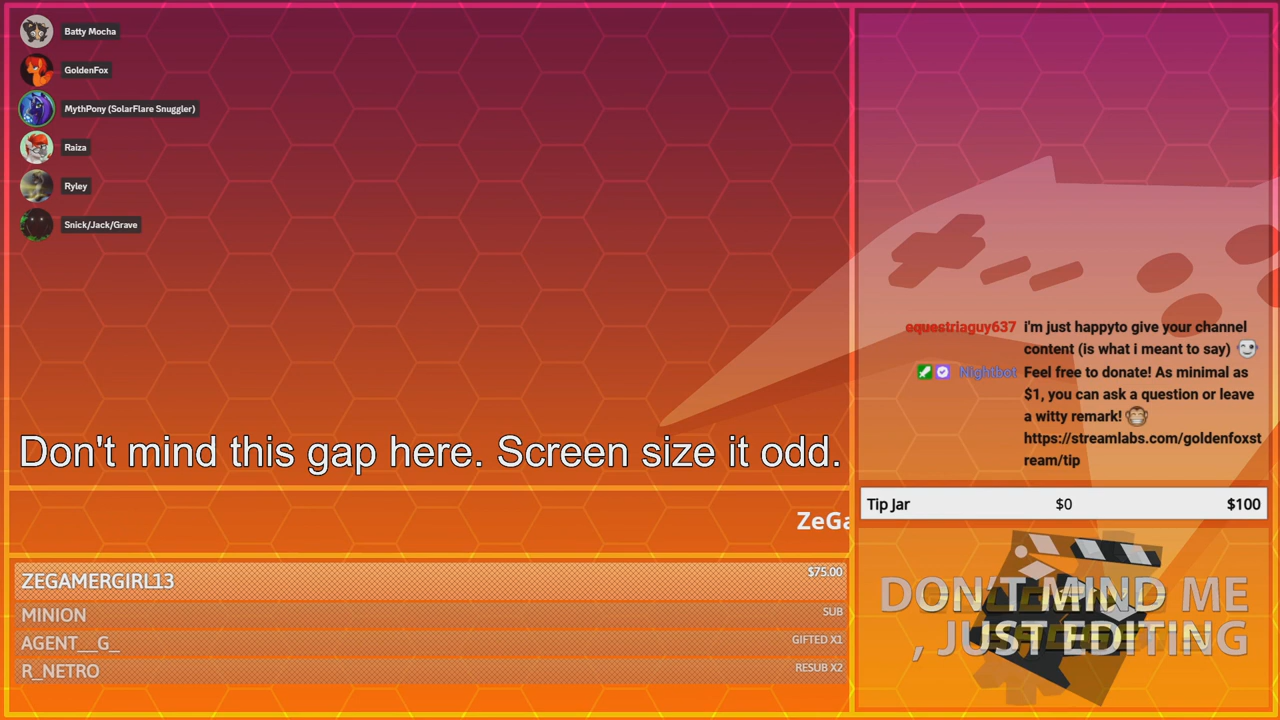 Batty Mocha
GoldenFox
MythPony (SolarFlare Snuggler)
Raiza
Ryley
Snick/Jack/Grave
Don't mind this gap here. Screen size it odd.
ZeGa
ZEGAMERGIRL13 $75.00
MINION SUB
AGENT__G_ GIFTED X1
R_NETRO RESUB X2
equestriaguy637 i'm just happyto give your channel
content (is what i meant to say)
Nightbot Feel free to donate! As minimal as
$1, you can ask a question or leave
a witty remark!
https://streamlabs.com/goldenfoxst
ream/tip
Tip Jar $0 $100
DON'T MIND ME
, JUST EDITING